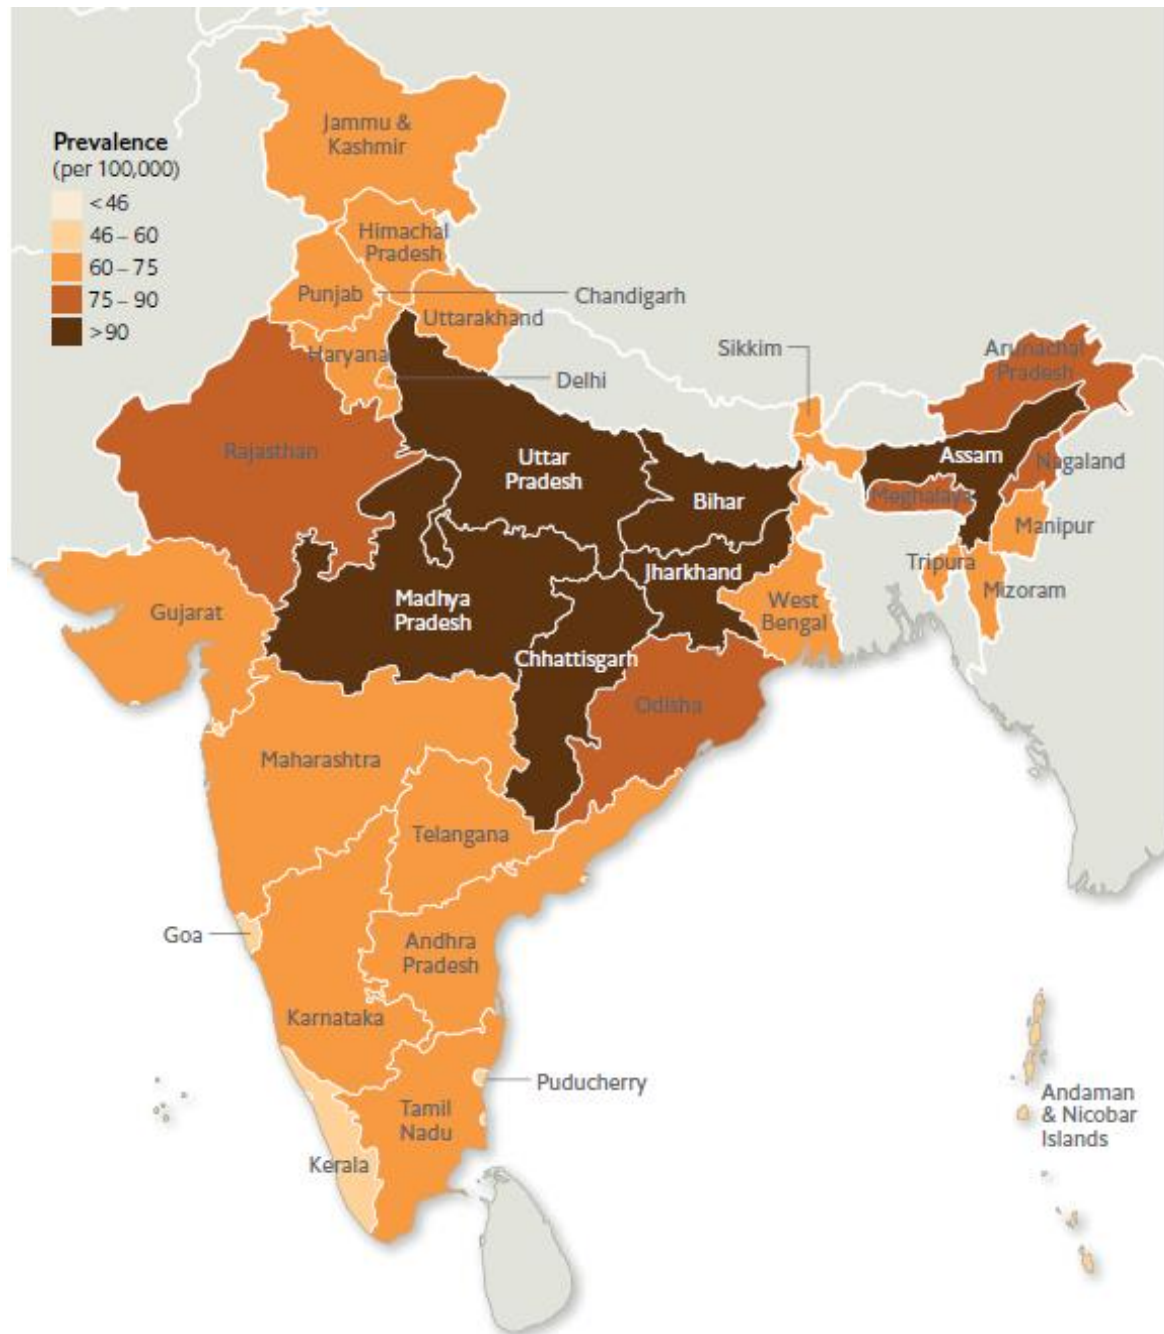 Prevalence
(per 100,000)
<46
46 – 60
60 – 75
75 – 90
>90
Jammu &
Kashmir
Himachal
Pradesh
Punjab
Chandigarh
Uttarakhand
Haryana
Delhi
Sikkim
Arunachal
Pradesh
Rajasthan
Uttar
Pradesh
Bihar
Assam
Nagaland
Meghalaya
Manipur
Tripura
Mizoram
Jharkhand
West
Bengal
Gujarat
Madhya
Pradesh
Chhattisgarh
Odisha
Maharashtra
Telangana
Goa
Andhra
Pradesh
Karnataka
Puducherry
Tamil
Nadu
Kerala
Andaman
& Nicobar
Islands